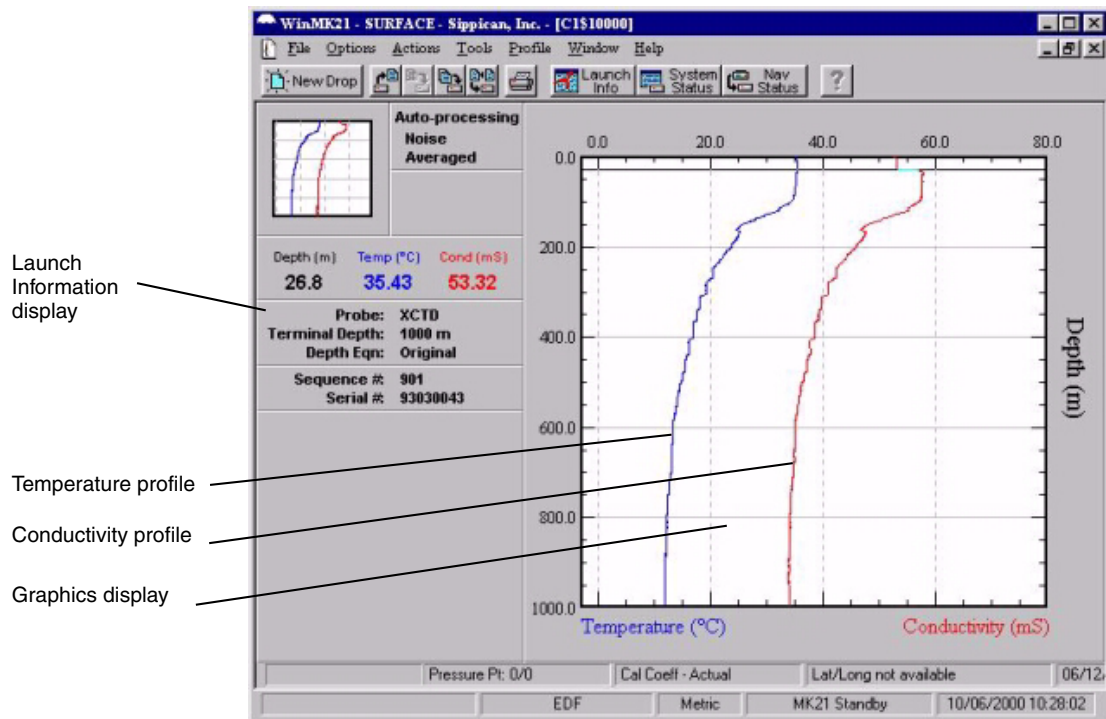 WinMK21 - SURFACE - Sippican, Inc. - [C1$10000]
File Options Actions Tools Profile Window Help
New Drop Launch Info System Status Nav Status ?
Auto-processing
Noise
Averaged
Depth (m) Temp (°C) Cond (mS)
26.8 35.43 53.32
Probe: XCTD
Terminal Depth: 1000 m
Depth Eqn: Original
Sequence #: 901
Serial #: 93030043
Launch
Information
display
Temperature profile
Conductivity profile
Graphics display
0.0 20.0 40.0 60.0 80.0
0.0
200.0
400.0
600.0
800.0
1000.0
Depth (m)
Temperature (°C) Conductivity (mS)
Pressure Pt: 0/0 Cal Coeff - Actual Lat/Long not available 06/12/
EDF Metric MK21 Standby 10/06/2000 10:28:02